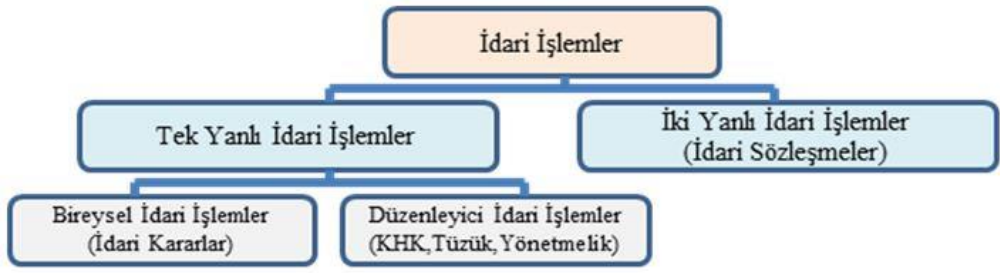 İdari İşlemler
Tek Yanlı İdari İşlemler
İki Yanlı İdari İşlemler
(İdari Sözleşmeler)
Bireysel İdari İşlemler
(İdari Kararlar)
Düzenleyici İdari İşlemler
(KHK,Tüzük,Yönetmelik)